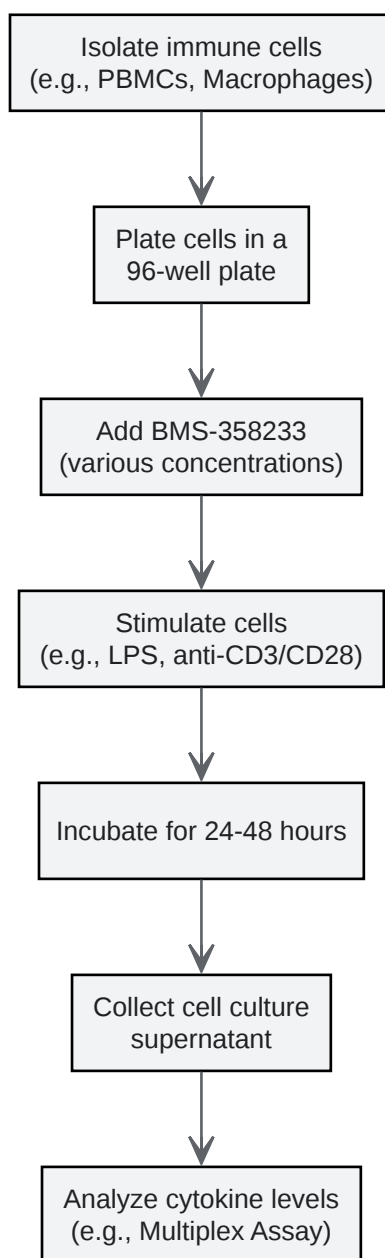 Isolate immune cells
(e.g., PBMCs, Macrophages)
Plate cells in a
96-well plate
Add BMS-358233
(various concentrations)
Stimulate cells
(e.g., LPS, anti-CD3/CD28)
Incubate for 24-48 hours
Collect cell culture
supernatant
Analyze cytokine levels
(e.g., Multiplex Assay)